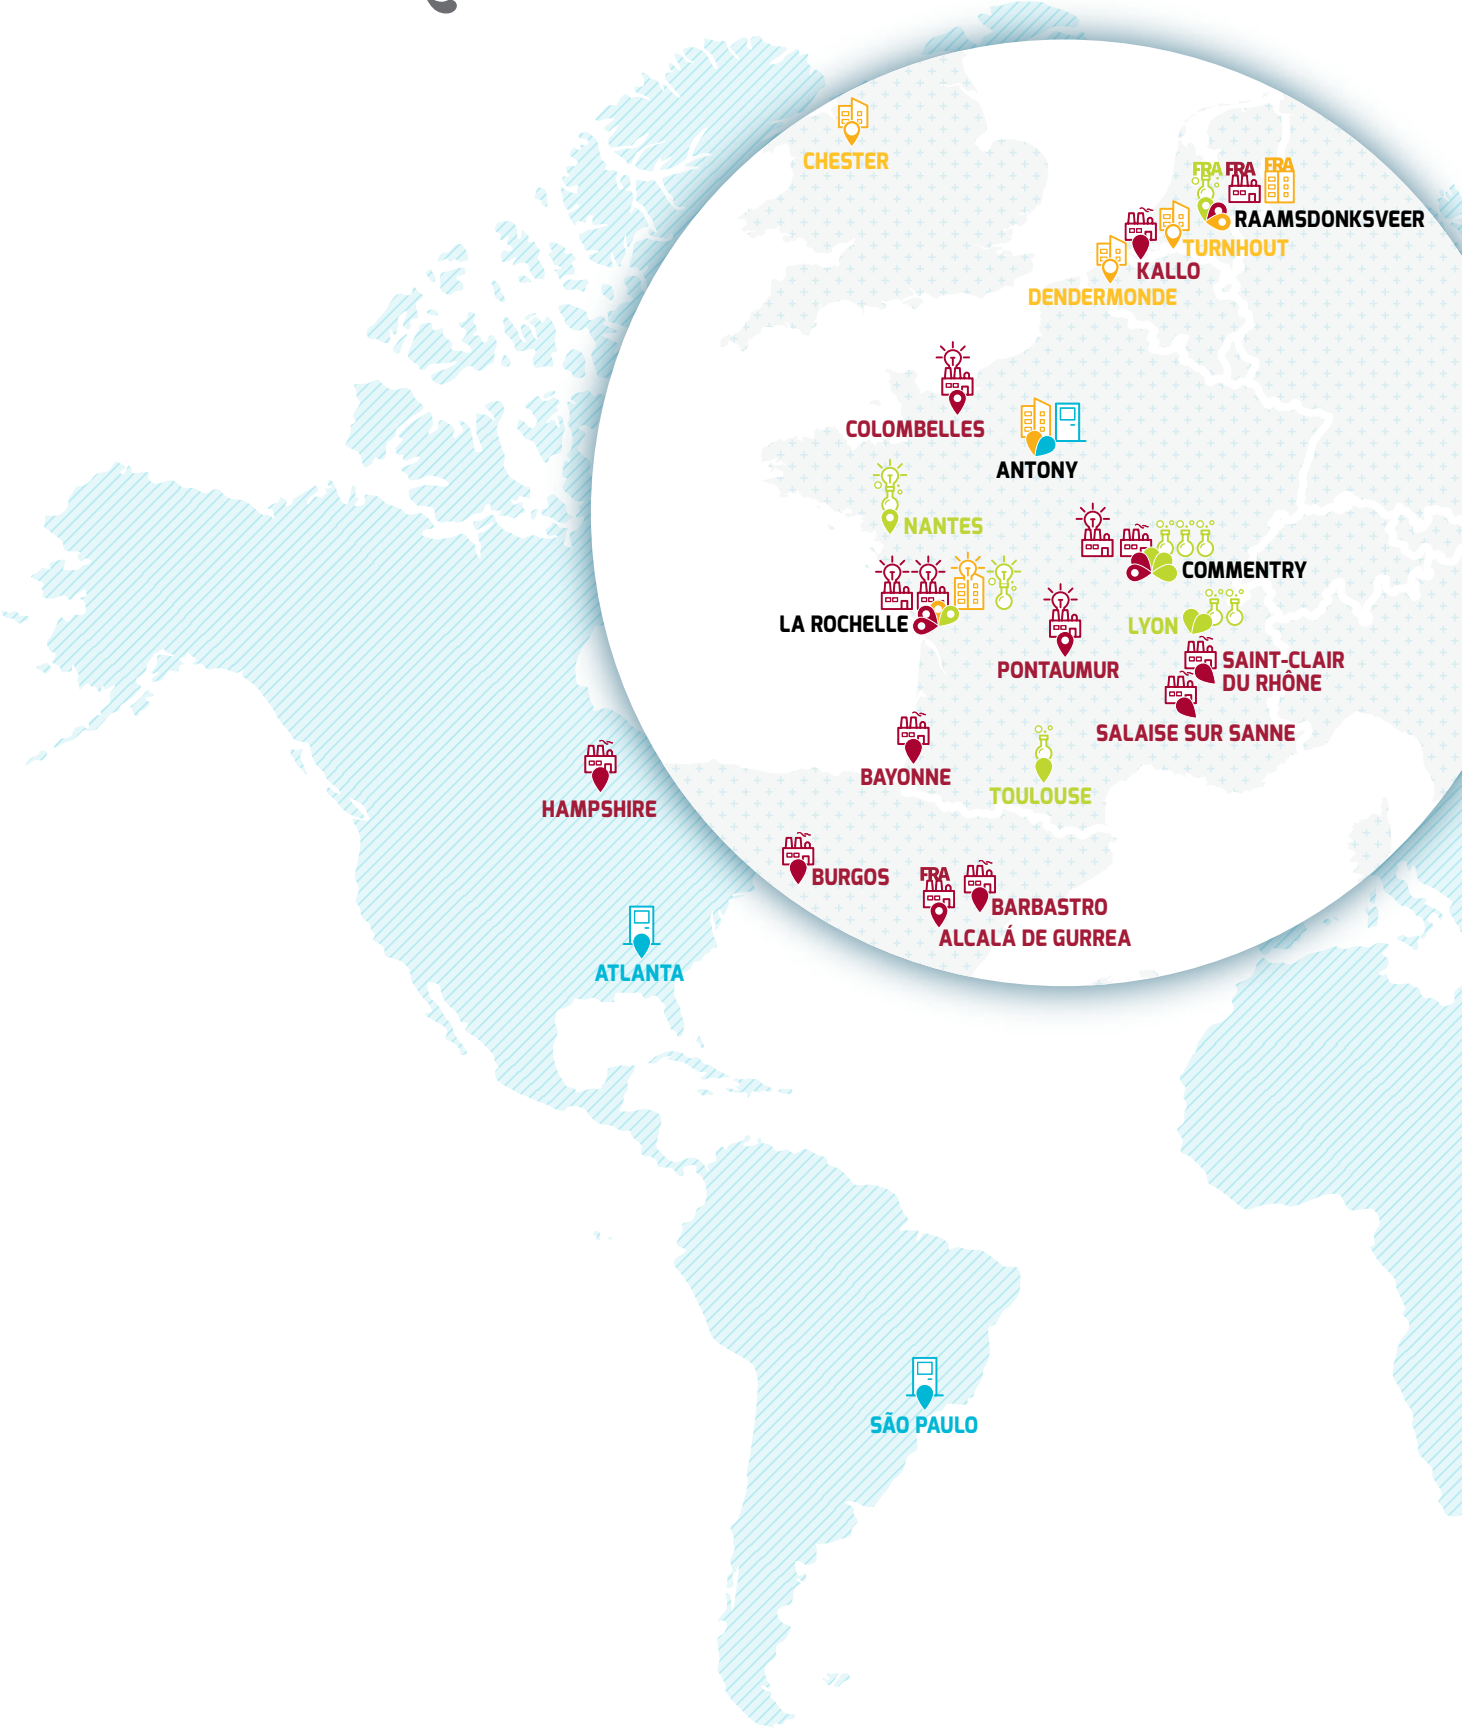 CHESTER
FRA FRA FRA
RAAMSDONKSVEER
TURNHOUT
KALLO
DENDERMONDE
COLOMBELLES
ANTONY
NANTES
COMMENTRY
LA ROCHELLE
LYON
SAINT-CLAIR
DU RHÔNE
PONTAUMUR
SALAISE SUR SANNE
BAYONNE
TOULOUSE
HAMPSHIRE
BURGOS
FRA
BARBASTRO
ALCALÁ DE GURREA
ATLANTA
SÃO PAULO